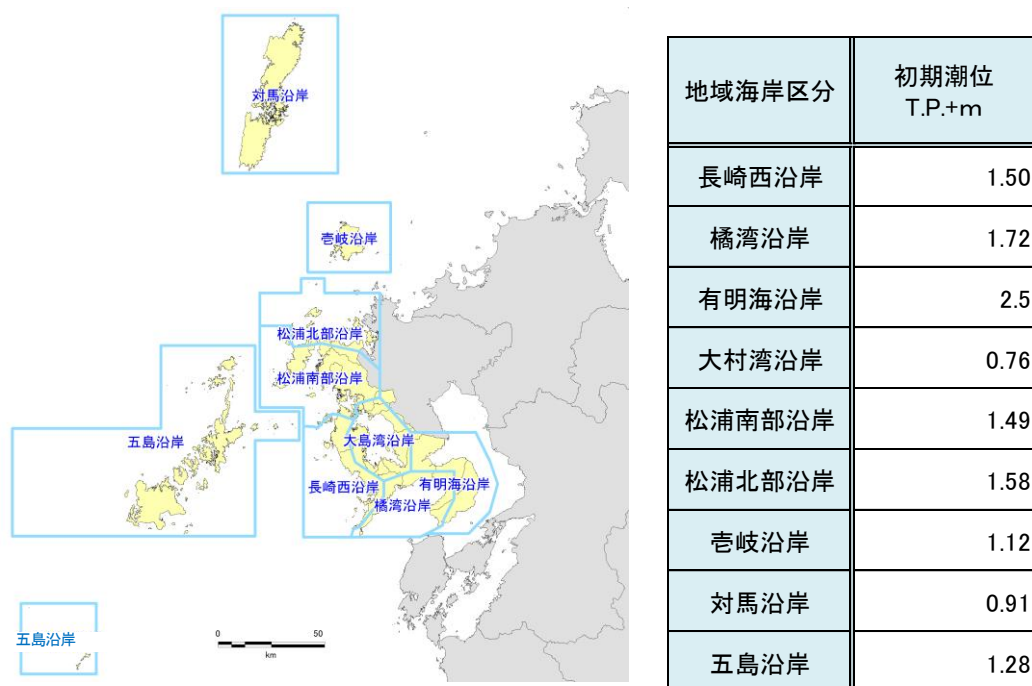 対馬沿岸
壱岐沿岸
松浦北部沿岸
松浦南部沿岸
五島沿岸
大島湾沿岸
長崎西沿岸
有明海沿岸
橘湾沿岸
五島沿岸
0 50
km
地域海岸区分 初期潮位
T.P.+m
長崎西沿岸 1.50
橘湾沿岸 1.72
有明海沿岸 2.5
大村湾沿岸 0.76
松浦南部沿岸 1.49
松浦北部沿岸 1.58
壱岐沿岸 1.12
対馬沿岸 0.91
五島沿岸 1.28